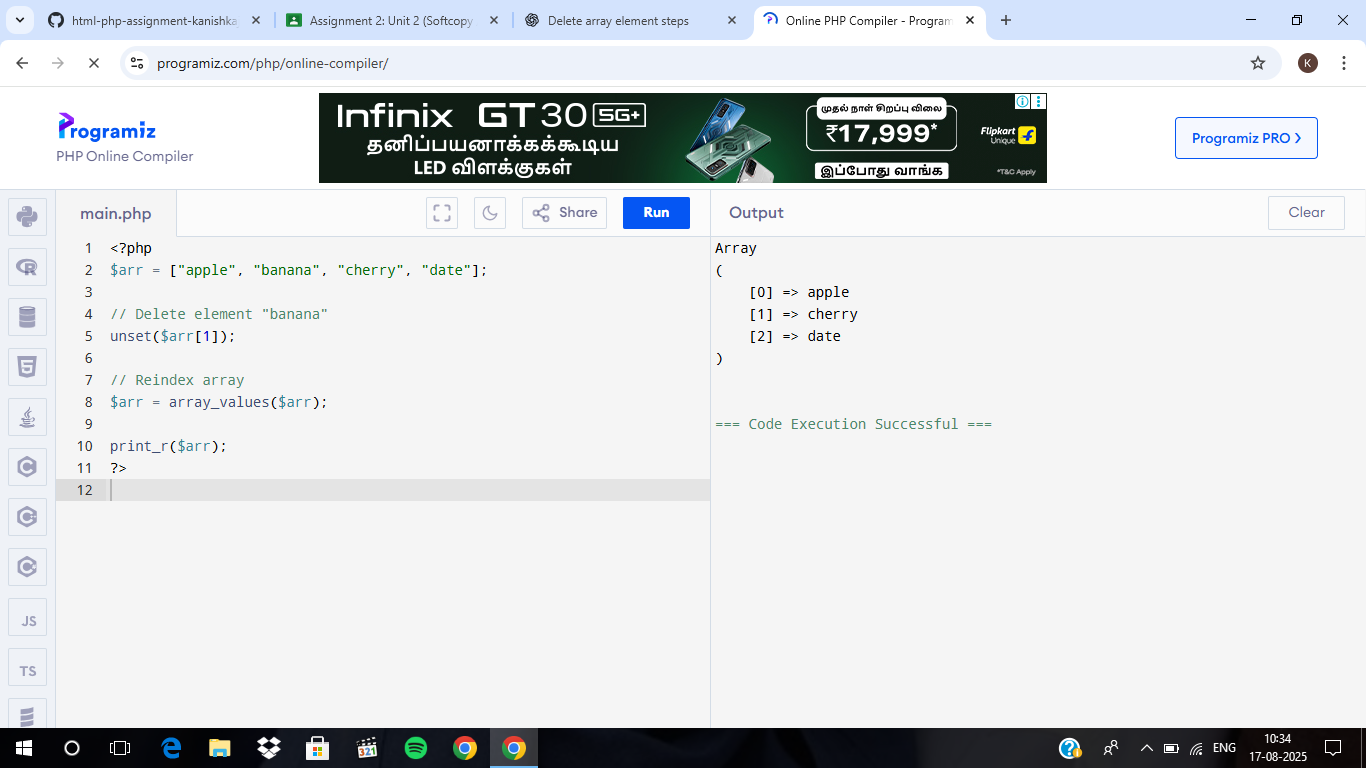 html-php-assignment-kanishka
Assignment 2: Unit 2 (Softcopy
Delete array element steps
Online PHP Compiler - Program
programiz.com/php/online-compiler/
K
Programiz
PHP Online Compiler
Infinix GT 30 5G+
தனிப்பயனாக்கக்கூடிய
LED விளக்குகள்
முதல் நாள் சிறப்பு விலை
₹17,999*
இப்போது வாங்க
Flipkart
Unique
*T&C Apply
Programiz PRO >
main.php
Share
Run
Output
Clear
1 <?php
2 $arr = ["apple", "banana", "cherry", "date"];
3
4 // Delete element "banana"
5 unset($arr[1]);
6
7 // Reindex array
8 $arr = array_values($arr);
9
10 print_r($arr);
11 ?>
12
Array
(
    [0] => apple
    [1] => cherry
    [2] => date
)
=== Code Execution Successful ===
JS
TS
321
ENG
10:34
17-08-2025